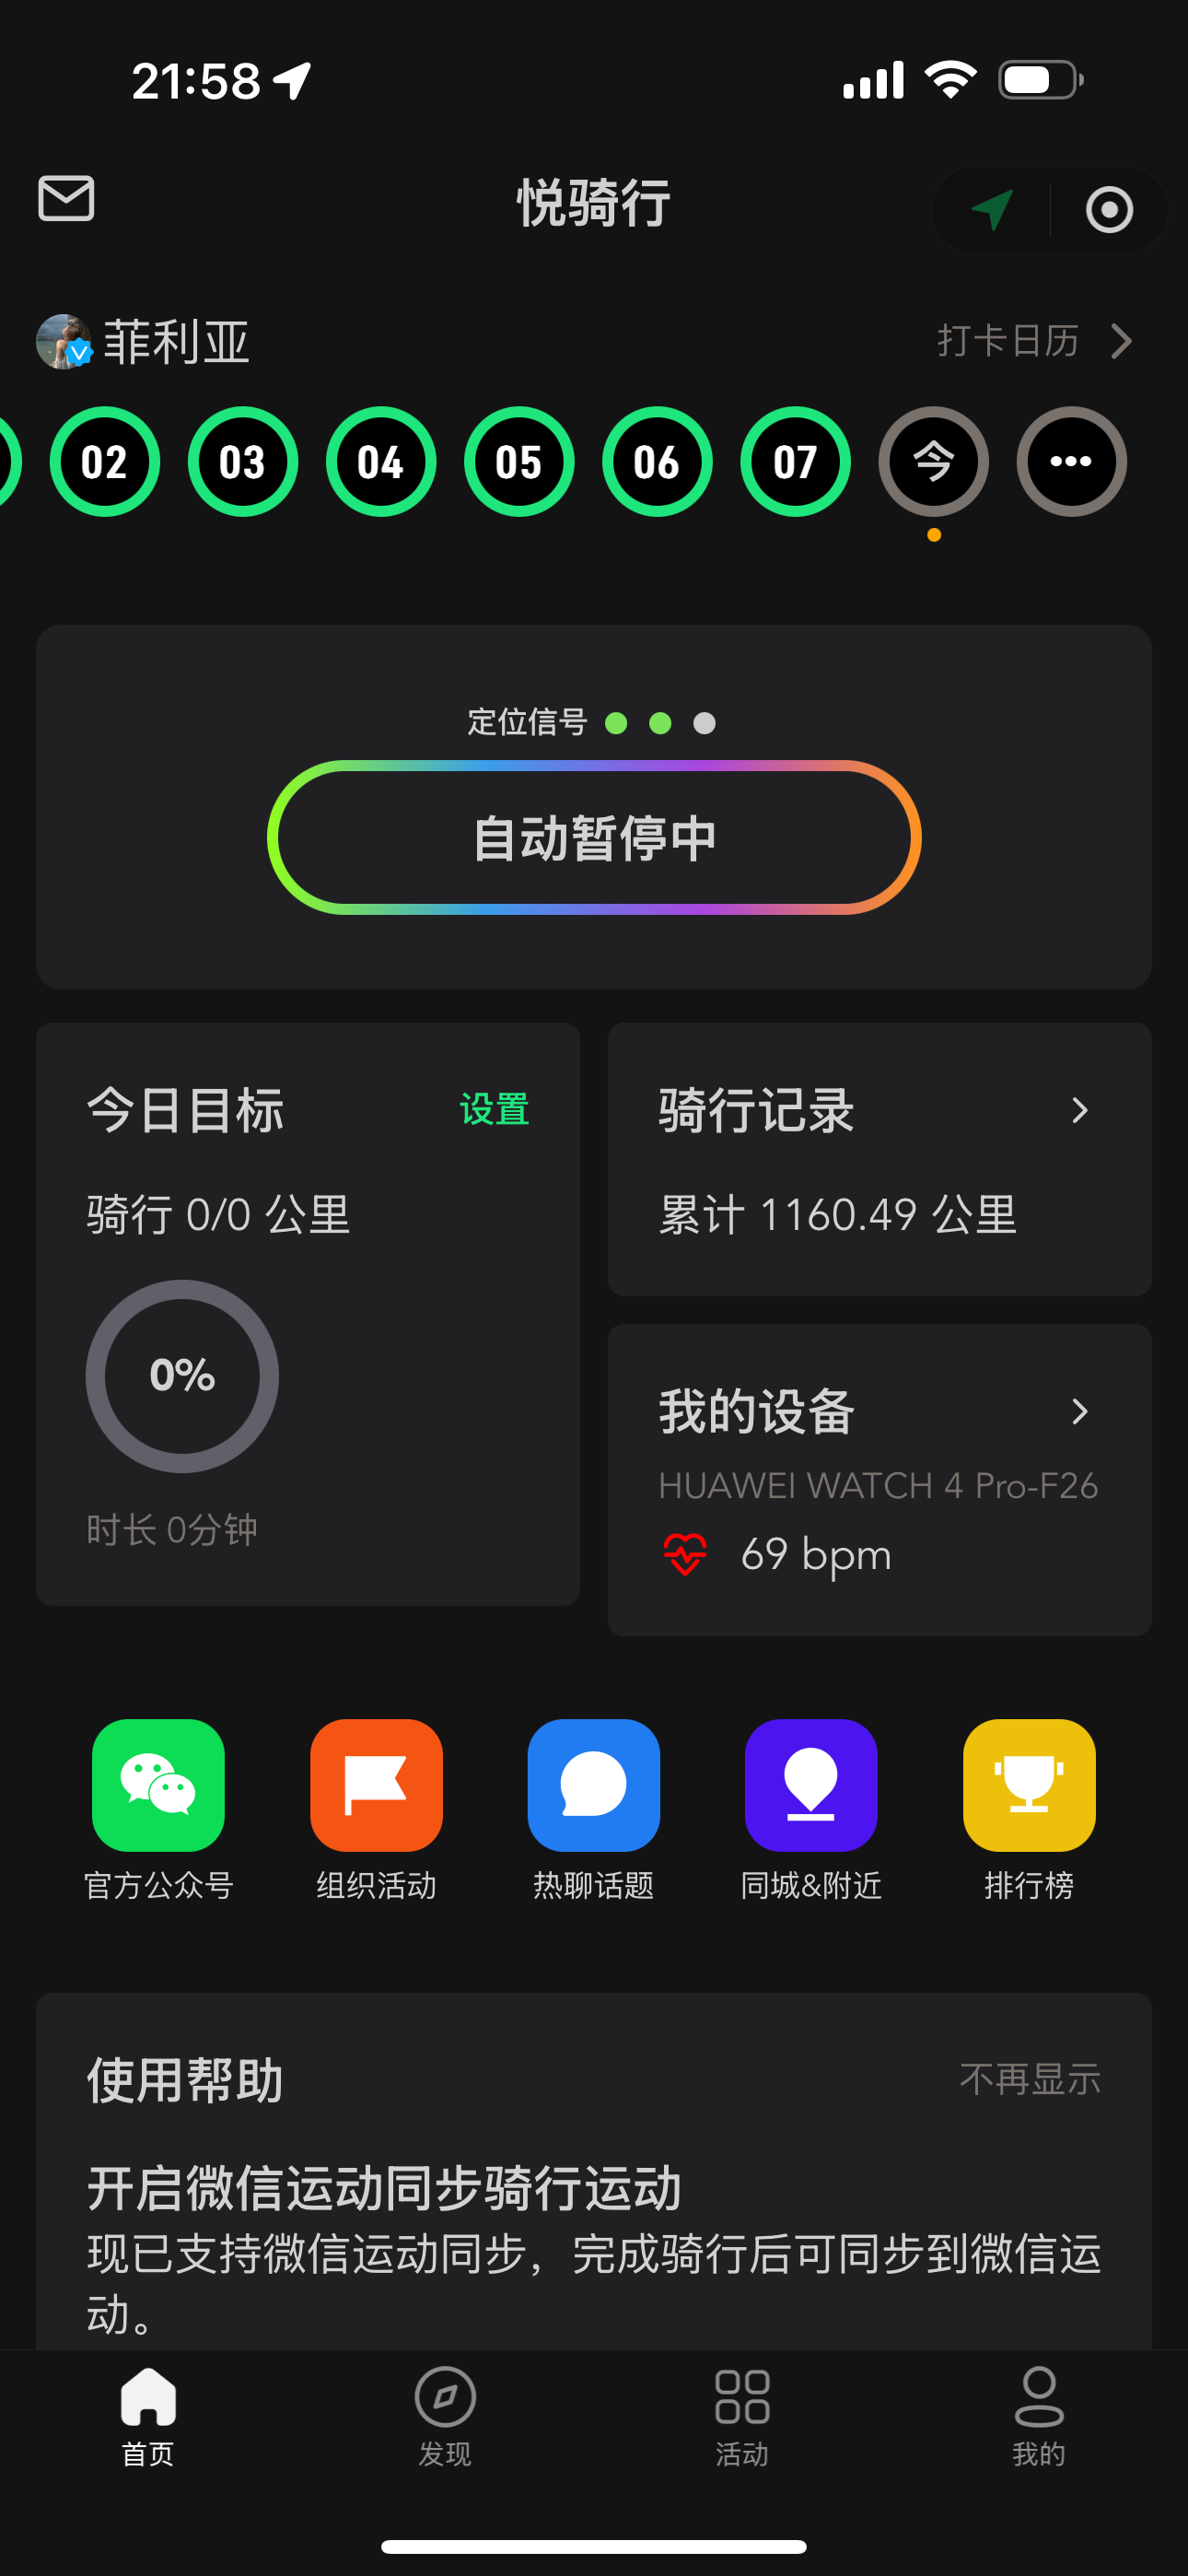 21:58
悦骑行
菲利亚
打卡日历
02 03 04 05 06 07 今
定位信号
自动暂停中
今日目标 设置
骑行 0/0 公里
0%
时长 0分钟
骑行记录
累计 1160.49 公里
我的设备
HUAWEI WATCH 4 Pro-F26
69 bpm
官方公众号 组织活动 热聊话题 同城&附近 排行榜
使用帮助 不再显示
开启微信运动同步骑行运动
现已支持微信运动同步，完成骑行后可同步到微信运
动。
首页 发现 活动 我的